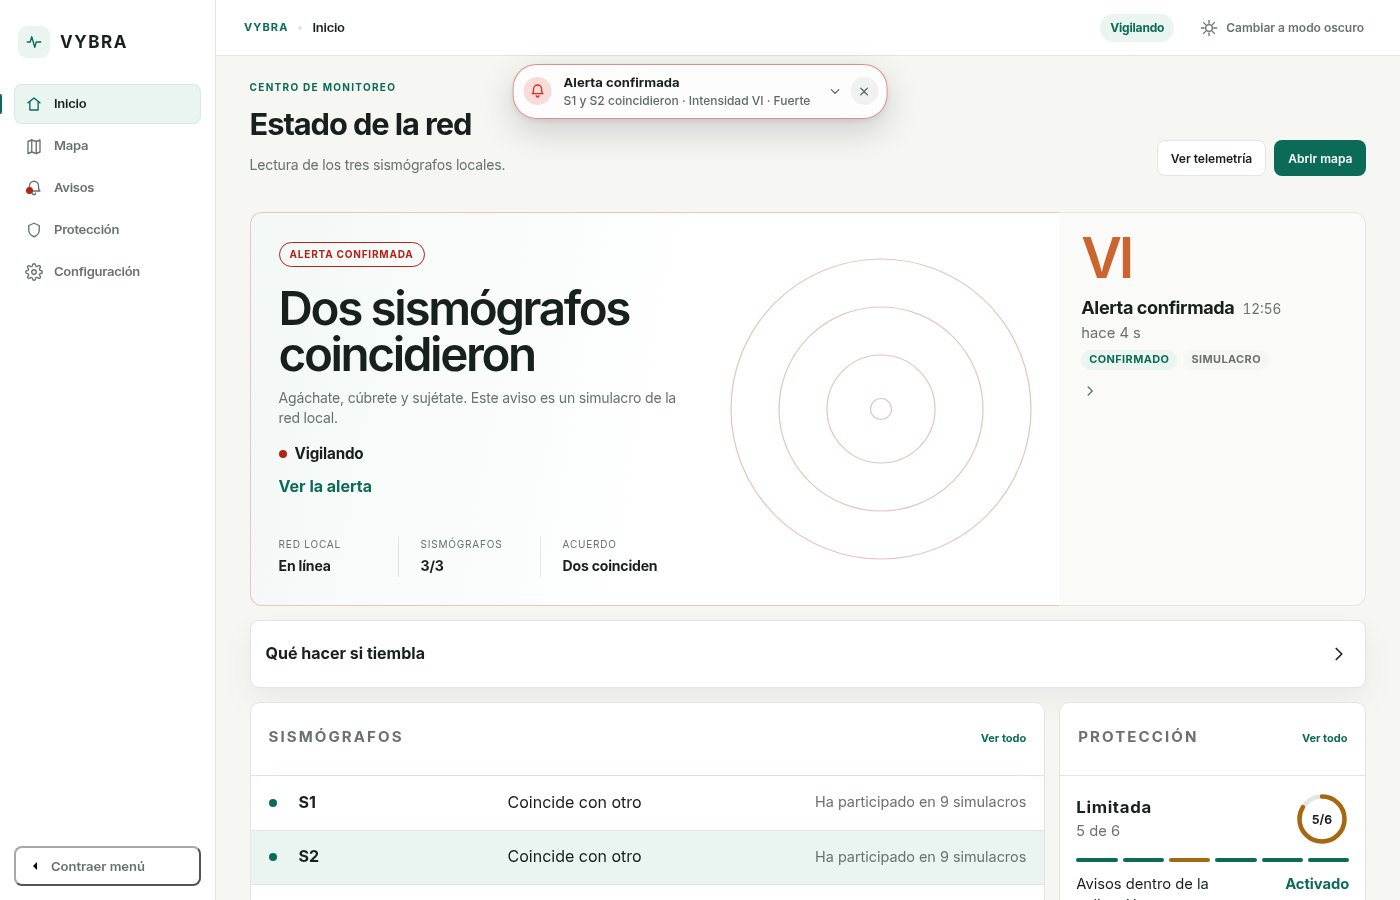 VYBRA
Inicio
Mapa
Avisos
Protección
Configuración
Contraer menú
VYBRA Inicio
Vigilando
Cambiar a modo oscuro
Alerta confirmada
S1 y S2 coincidieron · Intensidad VI · Fuerte
CENTRO DE MONITOREO
Estado de la red
Lectura de los tres sismógrafos locales.
Ver telemetría
Abrir mapa
ALERTA CONFIRMADA
Dos sismógrafos
coincidieron
Agáchate, cúbrete y sujétate. Este aviso es un simulacro de la
red local.
Vigilando
Ver la alerta
RED LOCAL
En línea
SISMÓGRAFOS
3/3
ACUERDO
Dos coinciden
VI
Alerta confirmada 12:56
hace 4 s
CONFIRMADO SIMULACRO
Qué hacer si tiembla
SISMÓGRAFOS Ver todo
S1 Coincide con otro Ha participado en 9 simulacros
S2 Coincide con otro Ha participado en 9 simulacros
PROTECCIÓN Ver todo
Limitada
5 de 6
5/6
Avisos dentro de la Activado